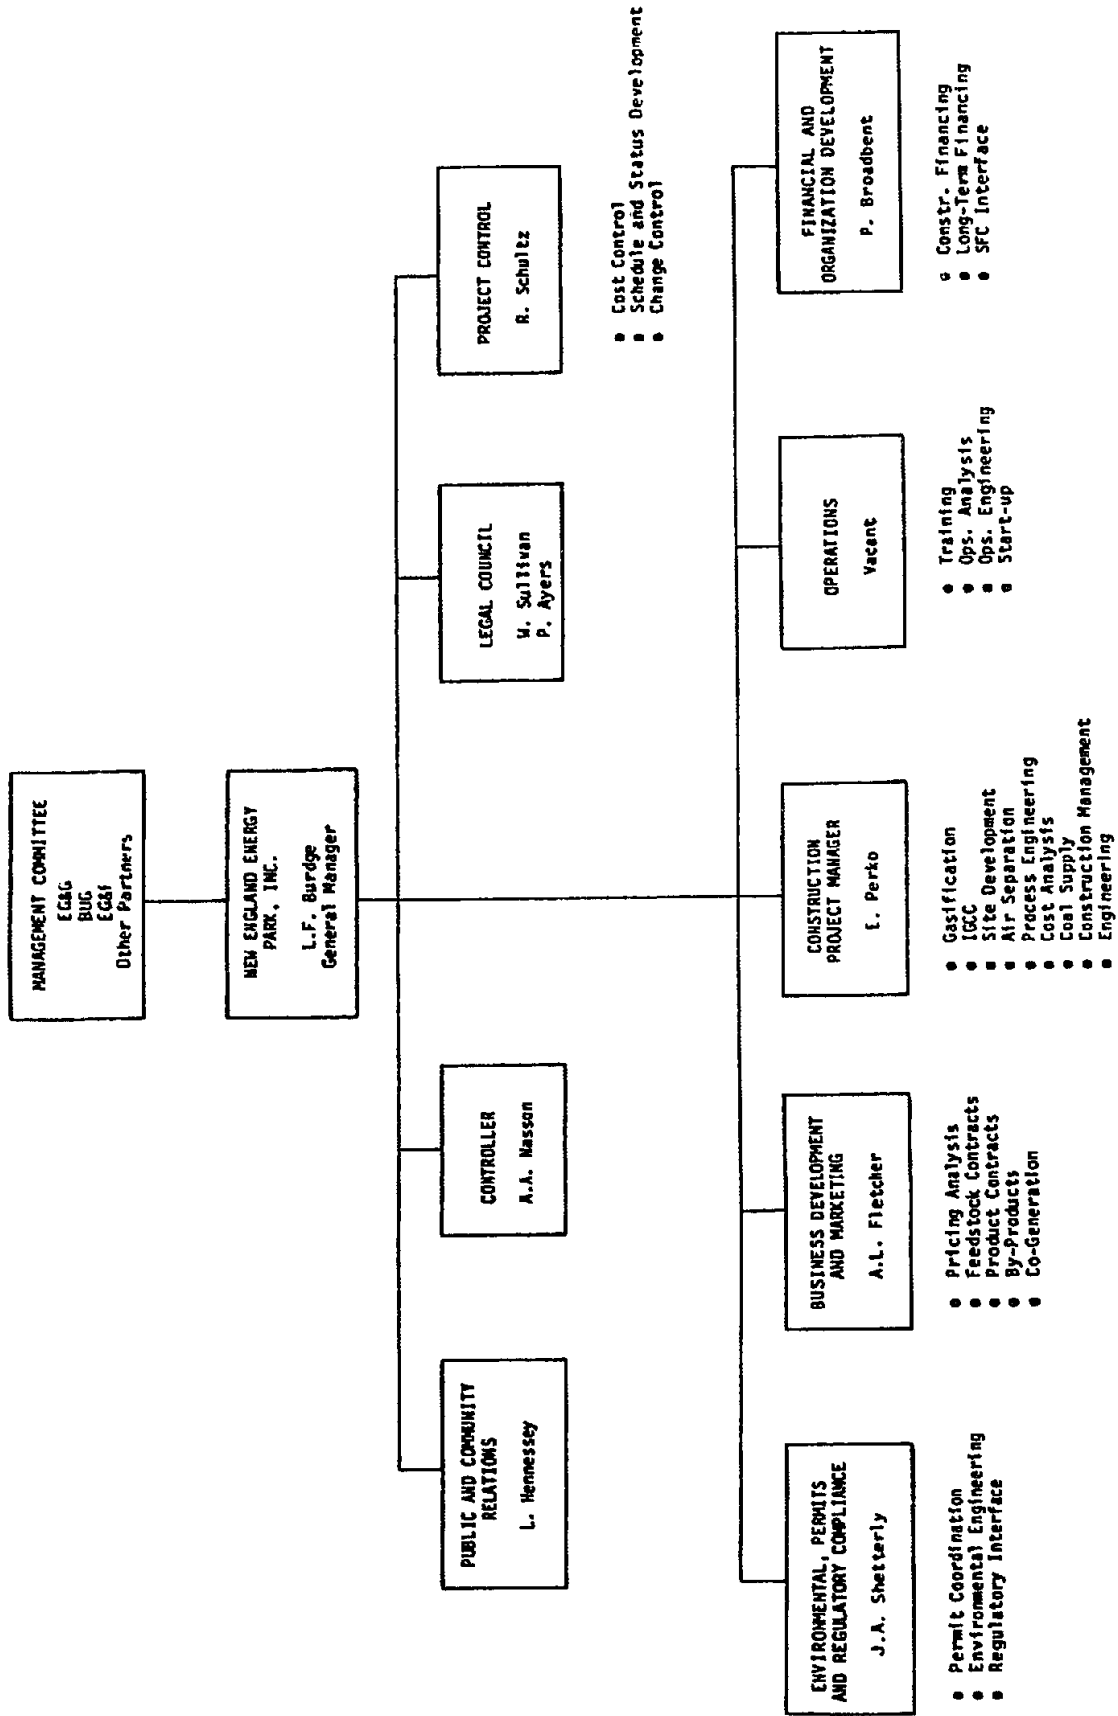 MANAGEMENT COMMITTEE
EG&G
BUG
EG&f
Other Partners
NEW ENGLAND ENERGY
PARK, INC.
L.F. Burdge
General Manager
PUBLIC AND COMMUNITY
RELATIONS
L. Hennessey
CONTROLLER
A.A. Nasson
LEGAL COUNCIL
W. Sullivan
P. Ayers
PROJECT CONTROL
R. Schultz
• Cost Control
• Schedule and Status Development
• Change Control
ENVIRONMENTAL, PERMITS
AND REGULATORY COMPLIANCE
J.A. Shetterly
• Permit Coordination
• Environmental Engineering
• Regulatory Interface
BUSINESS DEVELOPMENT
AND MARKETING
A.L. Fletcher
• Pricing Analysis
• Feedstock Contracts
• Product Contracts
• By-Products
• Co-Generation
CONSTRUCTION
PROJECT MANAGER
E. Perko
• Gasification
• IGCC
• Site Development
• Air Separation
• Process Engineering
• Cost Analysis
• Coal Supply
• Construction Management
• Engineering
OPERATIONS
Vacant
• Training
• Ops. Analysis
• Ops. Engineering
• Start-up
FINANCIAL AND
ORGANIZATION DEVELOPMENT
P. Broadbent
• Constr. Financing
• Long-Term Financing
• SFC Interface